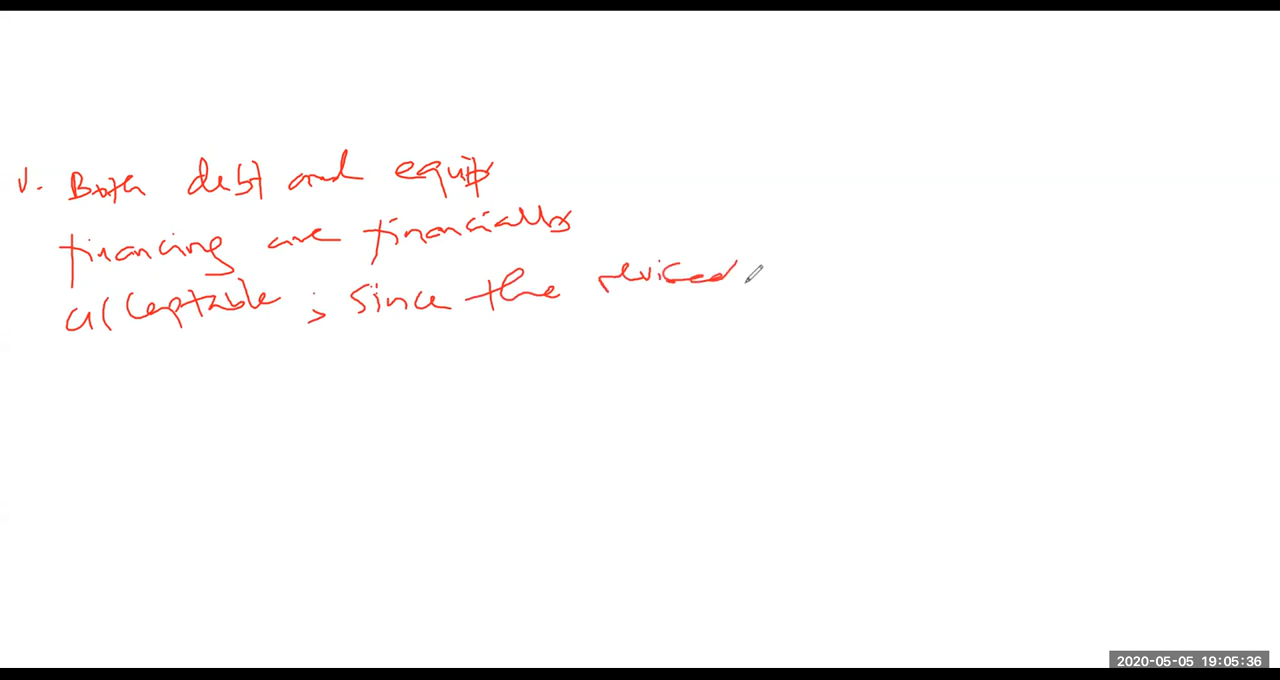 V. Both debt and equity
financing are financially
acceptable ; since the revised
2020-05-05 19:05:36